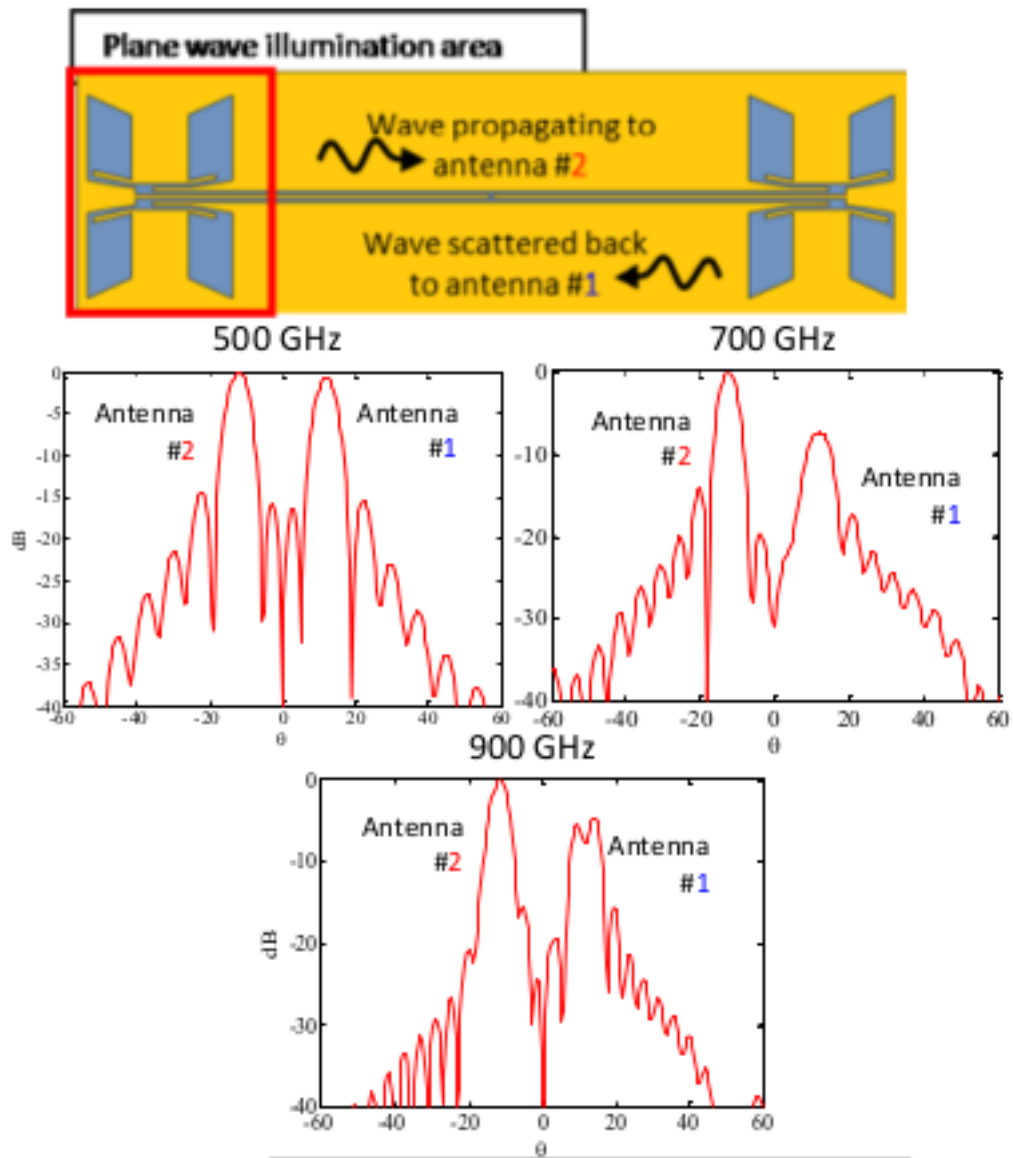 Plane wave illumination area
Wave propagating to
antenna #2
Wave scattered back
to antenna #1
500 GHz
0
-5
-10
-15
-20
-25
-30
-35
-40
dB
Antenna
#2
Antenna
#1
-60
-40
-20
0
20
40
60
θ
700 GHz
0
-10
-20
-30
-40
Antenna
#2
Antenna
#1
-60
-40
-20
0
20
40
60
θ
900 GHz
0
-10
-20
-30
-40
dB
Antenna
#2
Antenna
#1
-60
-40
-20
0
20
40
60
θ